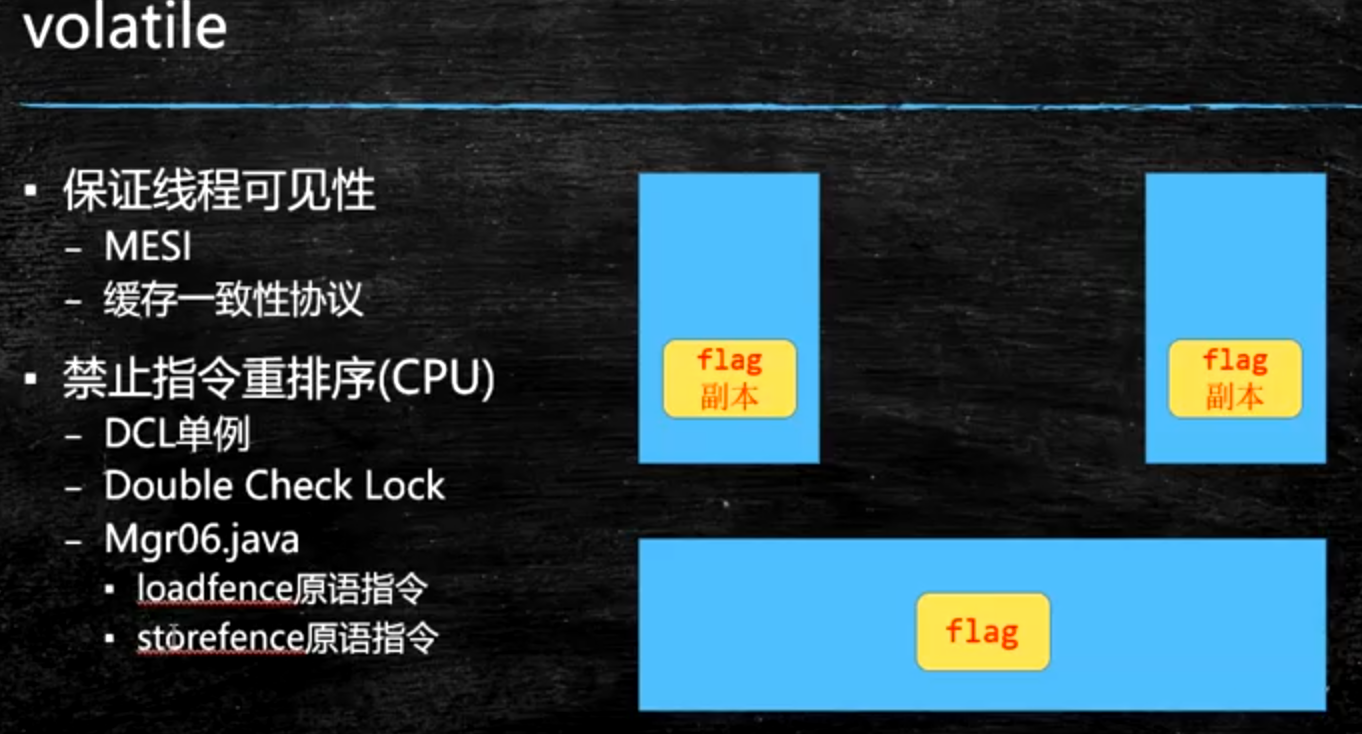 volatile
▪ 保证线程可见性
– MESI
– 缓存一致性协议
▪ 禁止指令重排序(CPU)
– DCL单例
– Double Check Lock
– Mgr06.java
▪ loadfence原语指令
▪ storefence原语指令
flag
副本
flag
副本
flag